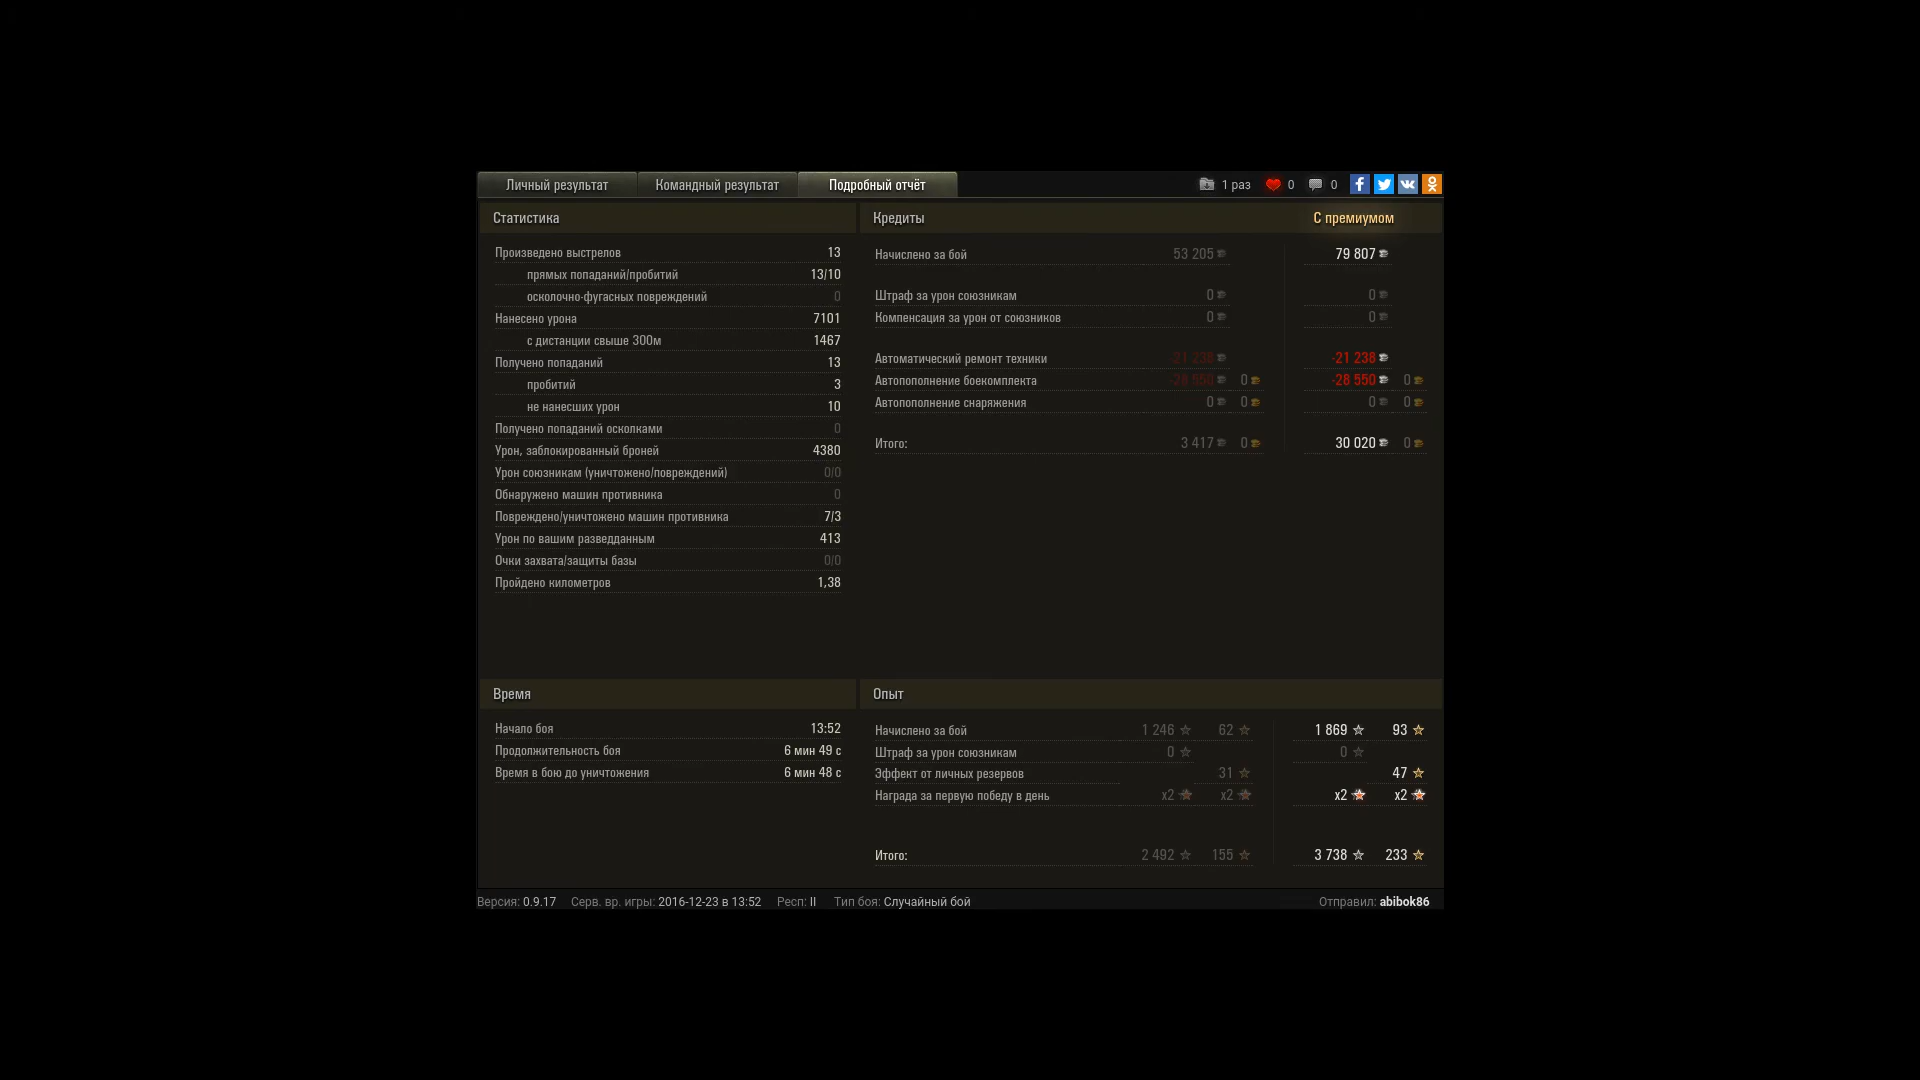 Личный результат Командный результат Подробный отчёт 1 раз 0 0
Статистика
Произведено выстрелов 13
прямых попаданий/пробитий 13/10
осколочно-фугасных повреждений 0
Нанесено урона 7101
с дистанции свыше 300м 1467
Получено попаданий 13
пробитий 3
не нанесших урон 10
Получено попаданий осколками 0
Урон, заблокированный броней 4380
Урон союзникам (уничтожено/повреждений) 0/0
Обнаружено машин противника 0
Повреждено/уничтожено машин противника 7/3
Урон по вашим разведданным 413
Очки захвата/защиты базы 0/0
Пройдено километров 1,38
Кредиты С премиумом
Начислено за бой 53 205 79 807
Штраф за урон союзникам 0 0
Компенсация за урон от союзников 0 0
Автоматический ремонт техники -21 238 -21 238
Автопополнение боекомплекта -28 550 0 -28 550 0
Автопополнение снаряжения 0 0 0 0
Итого: 3 417 0 30 020 0
Время
Начало боя 13:52
Продолжительность боя 6 мин 49 с
Время в бою до уничтожения 6 мин 48 с
Опыт
Начислено за бой 1 246 62 1 869 93
Штраф за урон союзникам 0 0
Эффект от личных резервов 31 47
Награда за первую победу в день x2 x2 x2 x2
Итого: 2 492 155 3 738 233
Версия: 0.9.17 Серв. вр. игры: 2016-12-23 в 13:52 Респ: II Тип боя: Случайный бой Отправил: abibok86